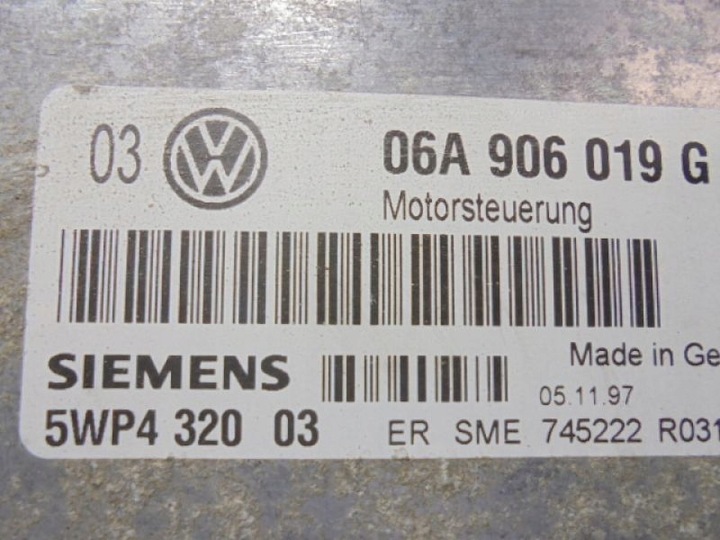 03 VW 06A 906 019 G
Motorsteuerung
Made in Ge
SIEMENS
05.11.97
5WP4 320 03 ER SME 745222 R031